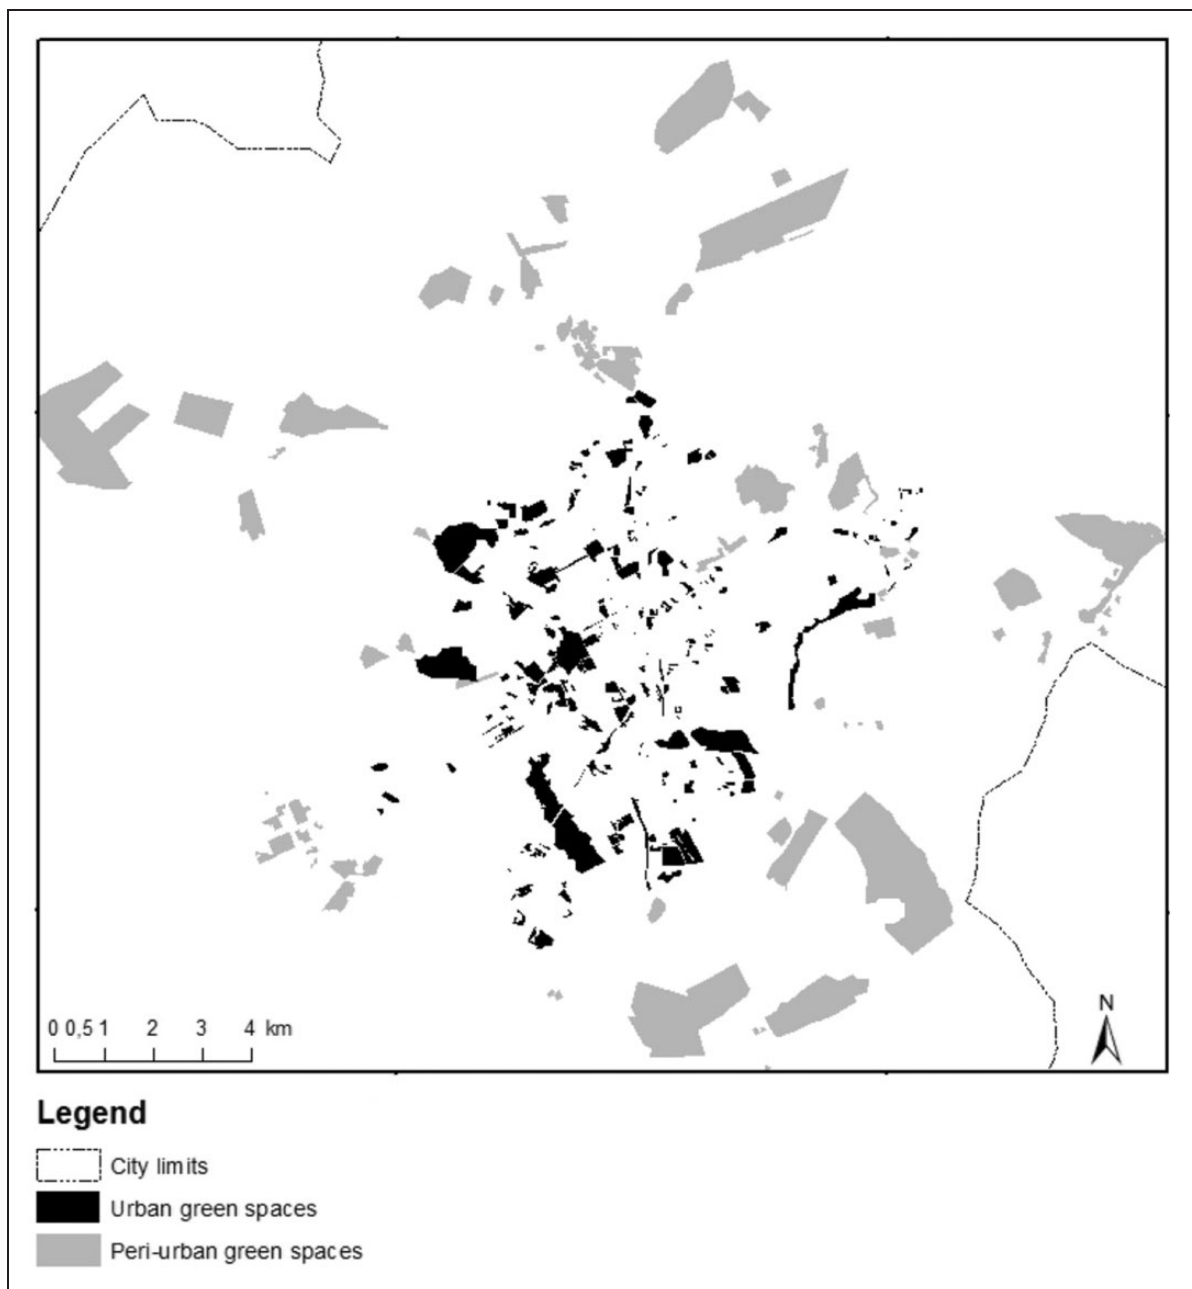 N
0 0,5 1 2 3 4 km
Legend
City limits
Urban green spaces
Peri-urban green spaces